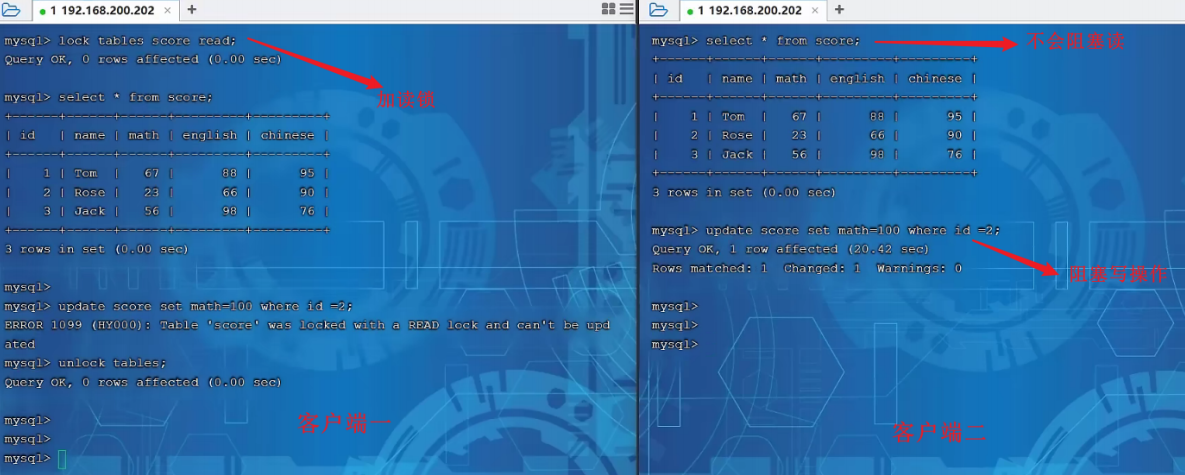 1 192.168.200.202 × +
mysql> lock tables score read;
Query OK, 0 rows affected (0.00 sec)
加读锁
mysql> select * from score;
+------+------+------+---------+---------+
| id   | name | math | english | chinese |
+------+------+------+---------+---------+
|    1 | Tom  |   67 |      88 |      95 |
|    2 | Rose |   23 |      66 |      90 |
|    3 | Jack |   56 |      98 |      76 |
+------+------+------+---------+---------+
3 rows in set (0.00 sec)
mysql>
mysql> update score set math=100 where id =2;
ERROR 1099 (HY000): Table 'score' was locked with a READ lock and can't be upd
ated
mysql> unlock tables;
Query OK, 0 rows affected (0.00 sec)
mysql>
mysql>
mysql>
客户端一
1 192.168.200.202 × +
mysql> select * from score;
不会阻塞读
+------+------+------+---------+---------+
| id   | name | math | english | chinese |
+------+------+------+---------+---------+
|    1 | Tom  |   67 |      88 |      95 |
|    2 | Rose |   23 |      66 |      90 |
|    3 | Jack |   56 |      98 |      76 |
+------+------+------+---------+---------+
3 rows in set (0.00 sec)
mysql> update score set math=100 where id =2;
Query OK, 1 row affected (20.42 sec)
Rows matched: 1  Changed: 1  Warnings: 0
阻塞写操作
mysql>
mysql>
mysql>
客户端二